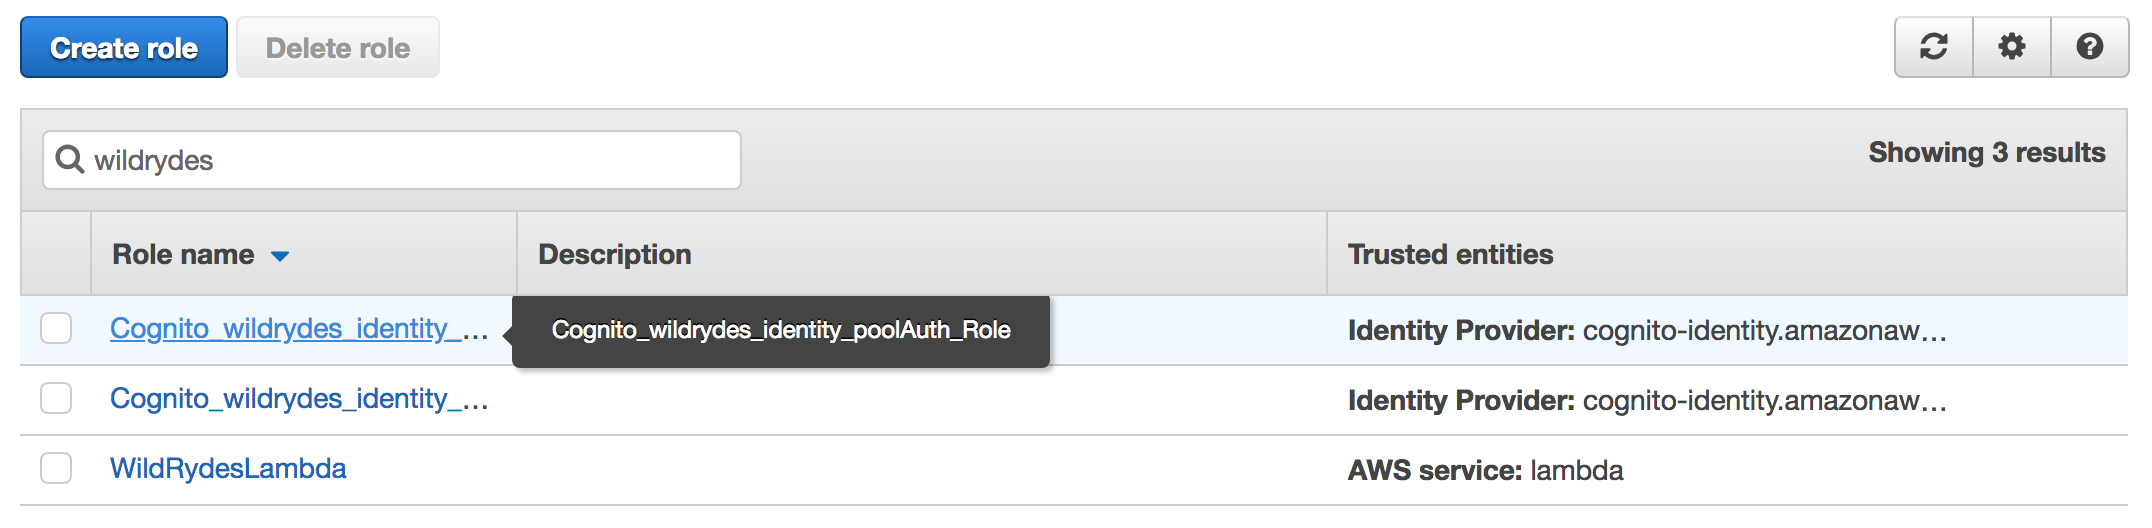 Create role Delete role
wildrydes Showing 3 results
Role name Description Trusted entities
Cognito_wildrydes_identity_... Cognito_wildrydes_identity_poolAuth_Role Identity Provider: cognito-identity.amazonaw...
Cognito_wildrydes_identity_... Identity Provider: cognito-identity.amazonaw...
WildRydesLambda AWS service: lambda